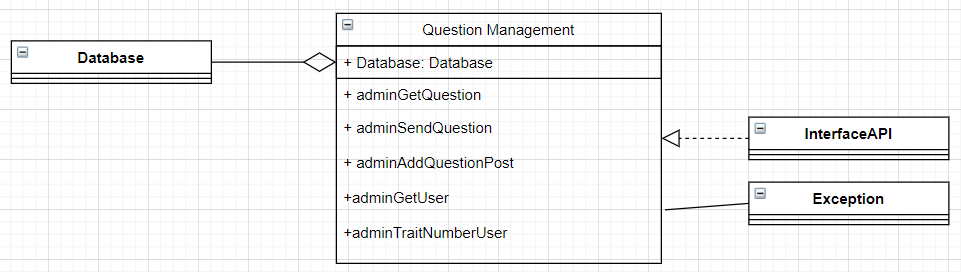 Question Management
Database
+ Database: Database
+ adminGetQuestion
+ adminSendQuestion
+ adminAddQuestionPost
+adminGetUser
+adminTraitNumberUser
InterfaceAPI
Exception